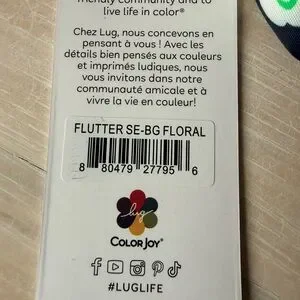 friendly community and to
live life in color®
Chez Lug, nous concevons en
pensant à vous ! Avec les
détails bien pensés aux couleurs
et imprimés ludiques, nous
vous invitons dans notre
communauté amicale et à
vivre la vie en couleur!
FLUTTER SE-BG FLORAL
8 80479 27795 6
lug
COLORJOY®
#LUGLIFE